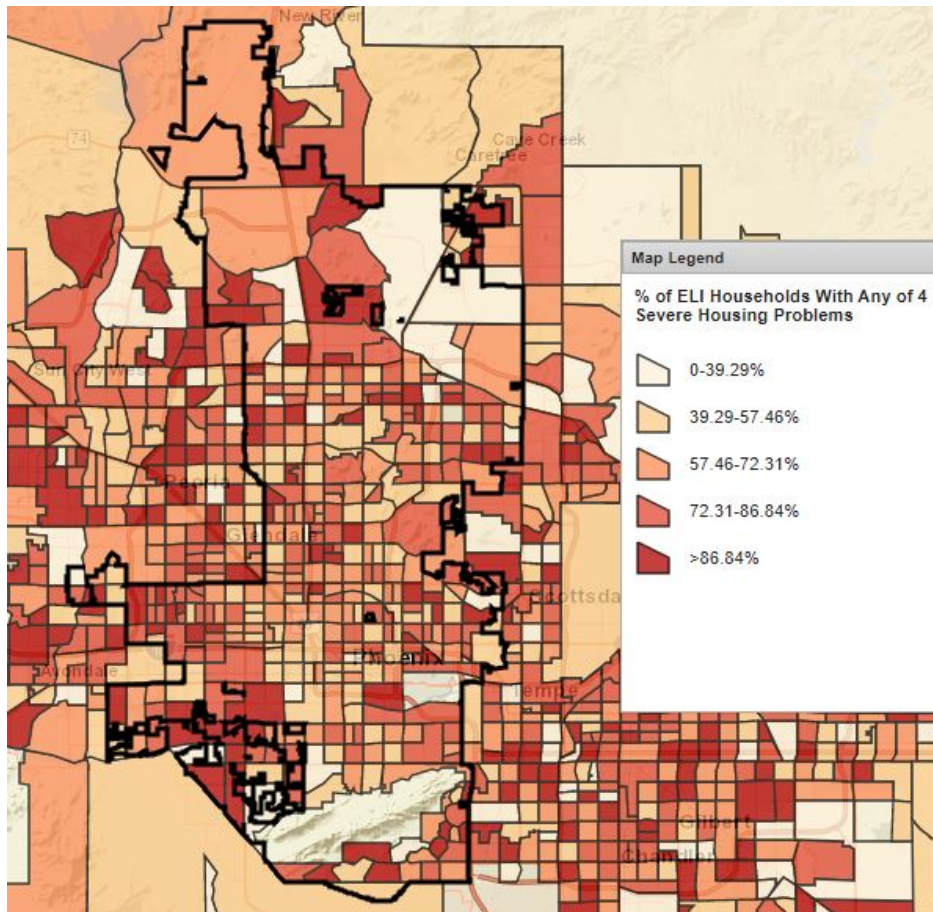 New River
74
Cave Creek
Carefree
Map Legend
% of ELI Households With Any of 4
Severe Housing Problems
0-39.29%
39.29-57.46%
57.46-72.31%
72.31-86.84%
>86.84%
Sun City West
Peoria
Glendale
Scottsda
Phoenix
Avondale
Tempe
Gilbert
Chandler